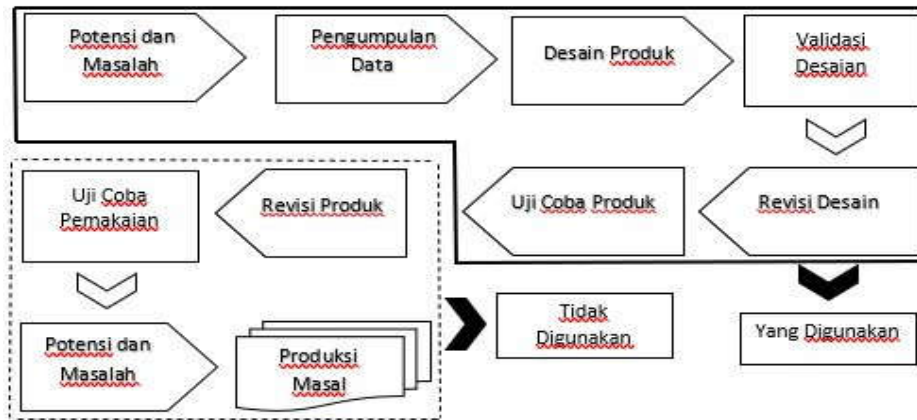 Potensi dan
Masalah
Pengumpulan
Data
Desain Produk
Validasi
Desaian
Uji Coba
Pemakaian
Revisi Produk
Uji Coba Produk
Revisi Desain
Potensi dan
Masalah
Produksi
Masal
Tidak
Digunakan
Yang Digunakan